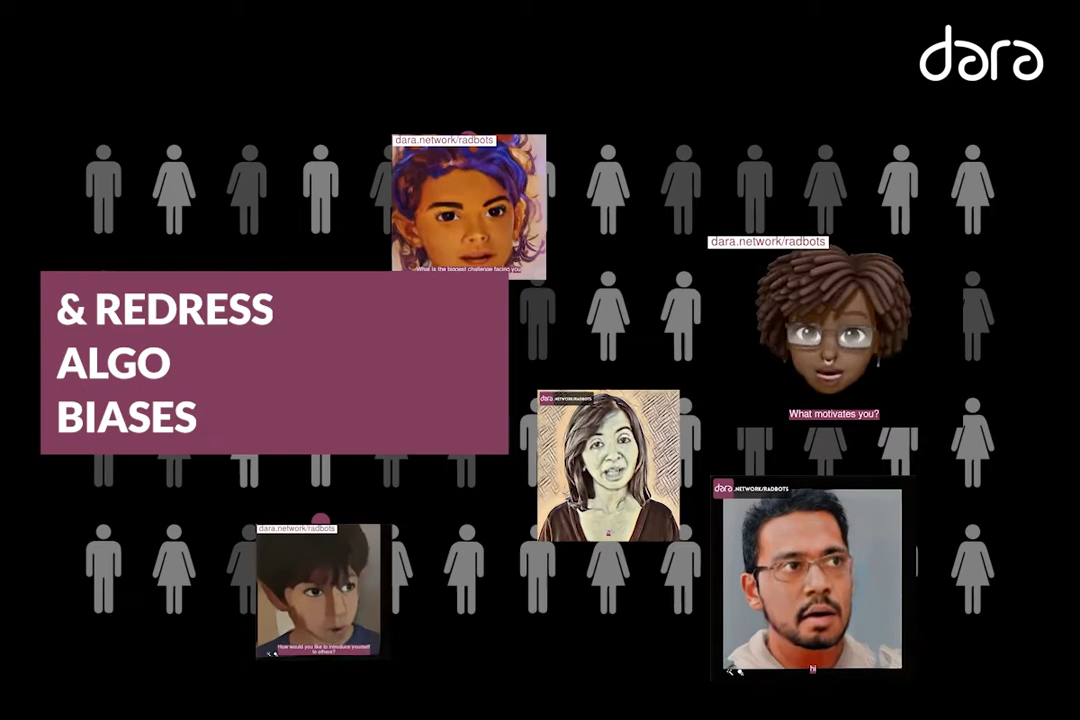 dara
dara.network/radbots
What is the biggest challenge facing you
dara.network/radbots
& REDRESS
ALGO
BIASES
dara .NETWORK/RADBOTS
What motivates you?
dara .NETWORK/RADBOTS
dara.network/radbots
How would you like to introduce yourself
to others?
hi